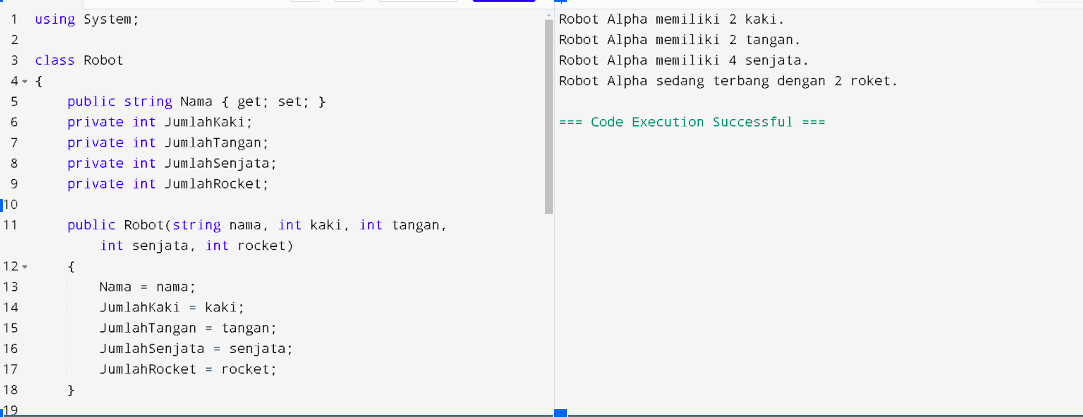 1 using System;
2
3 class Robot
4 {
5 public string Nama { get; set; }
6 private int JumlahKaki;
7 private int JumlahTangan;
8 private int JumlahSenjata;
9 private int JumlahRocket;
10
11 public Robot(string nama, int kaki, int tangan,
int senjata, int rocket)
12 {
13 Nama = nama;
14 JumlahKaki = kaki;
15 JumlahTangan = tangan;
16 JumlahSenjata = senjata;
17 JumlahRocket = rocket;
18 }
19
Robot Alpha memiliki 2 kaki.
Robot Alpha memiliki 2 tangan.
Robot Alpha memiliki 4 senjata.
Robot Alpha sedang terbang dengan 2 roket.
=== Code Execution Successful ===